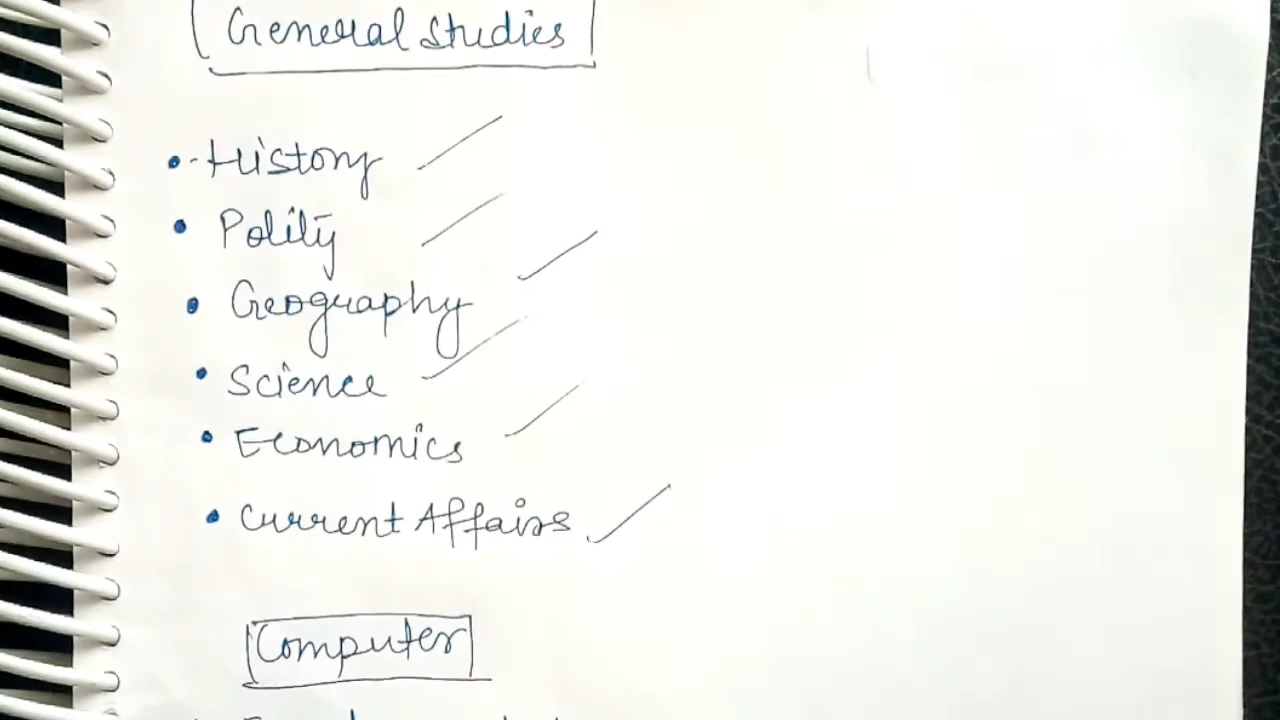 General Studies
• History
• Polity
• Geography
• Science
• Economics
• Current Affairs
Computer